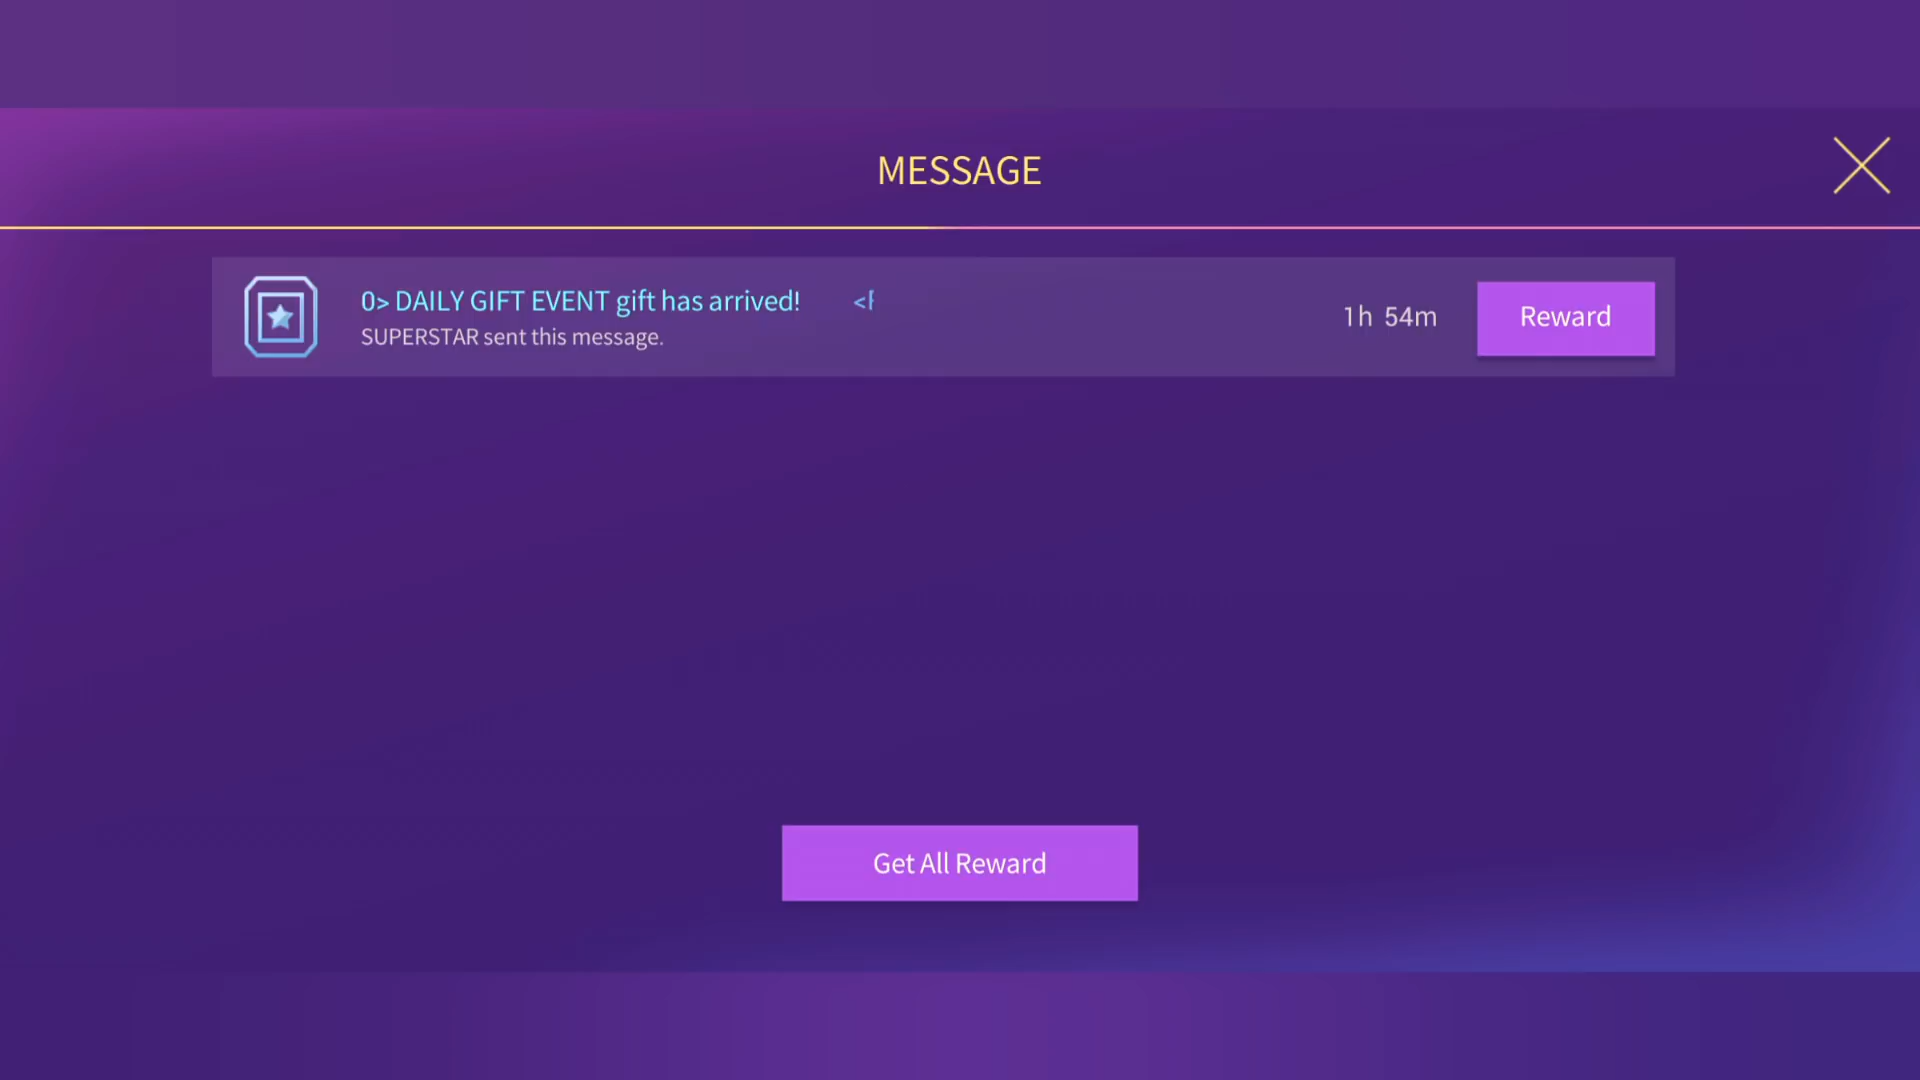 MESSAGE
0> DAILY GIFT EVENT gift has arrived!
SUPERSTAR sent this message.
1h 54m
Reward
Get All Reward